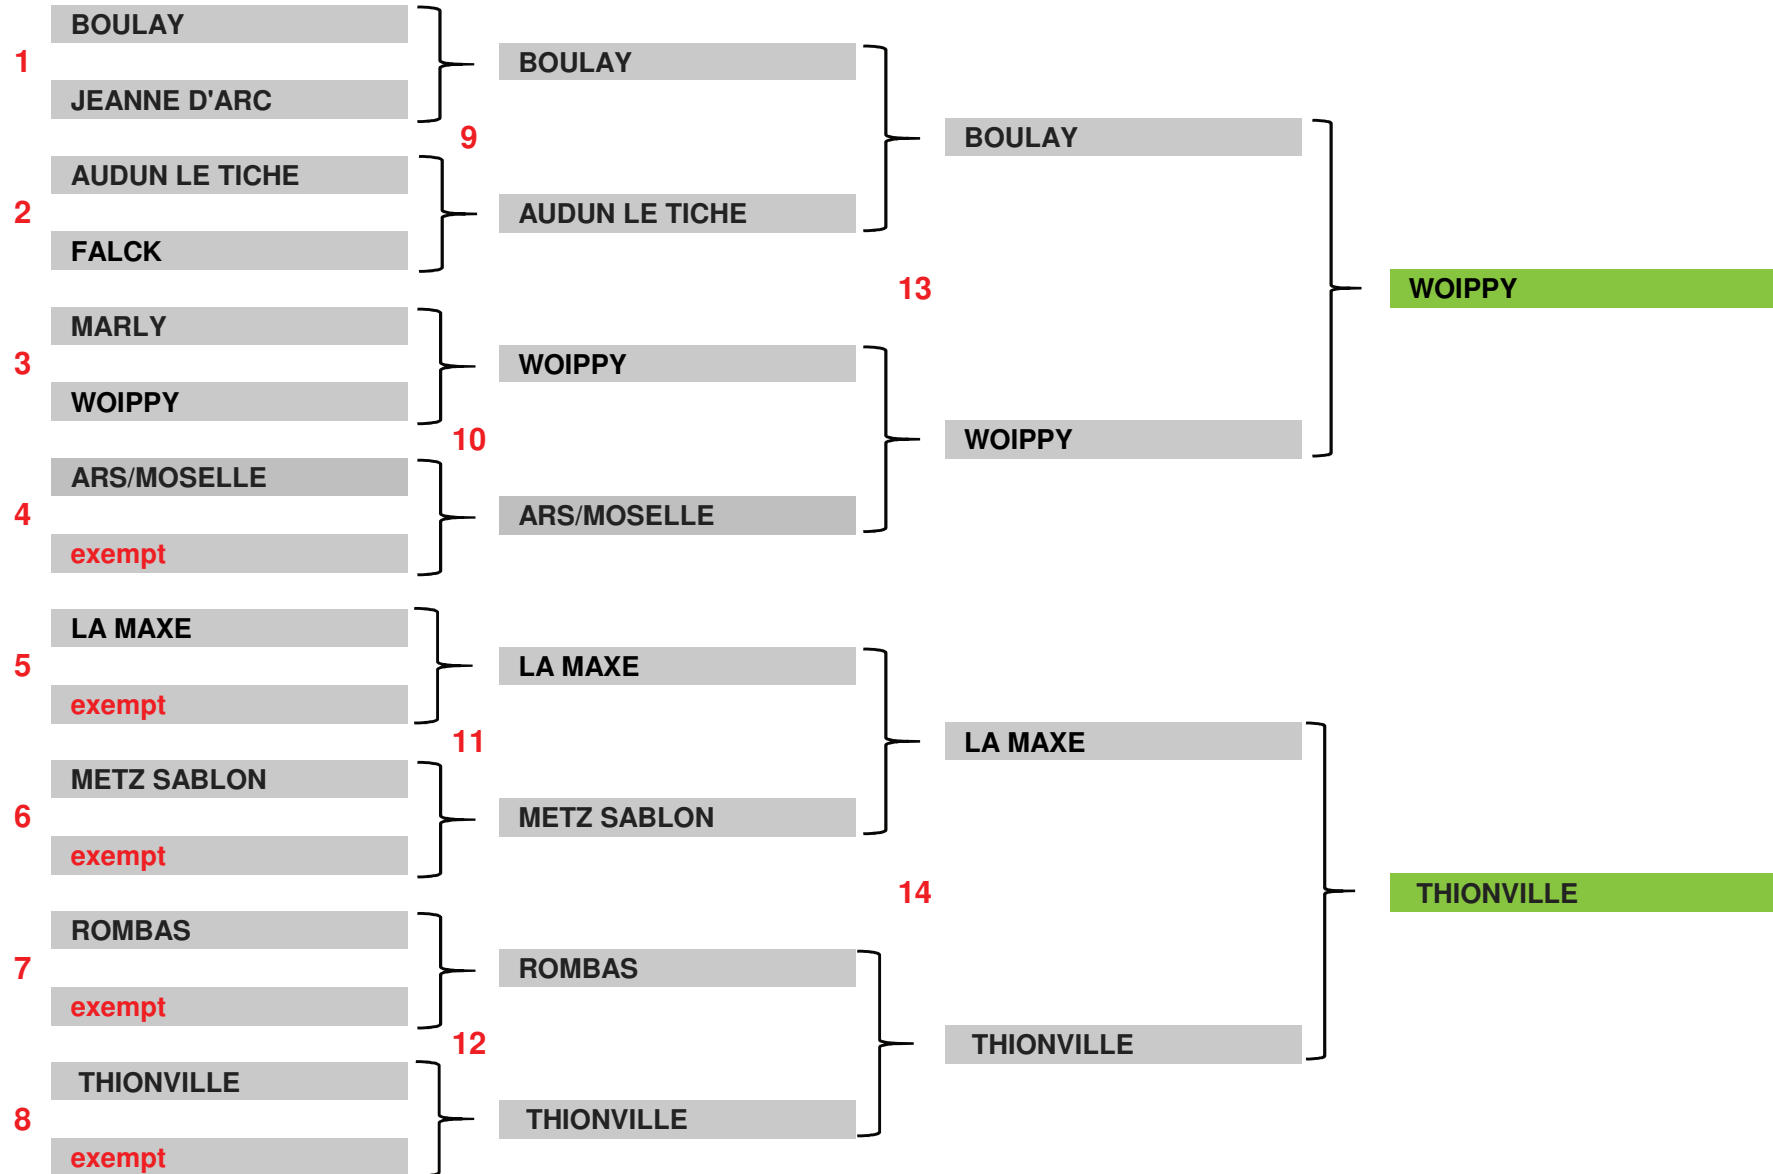 BOULAY
1
JEANNE D'ARC
AUDUN LE TICHE
2
FALCK
MARLY
3
WOIPPY
ARS/MOSELLE
4
exempt
LA MAXE
5
exempt
METZ SABLON
6
exempt
ROMBAS
7
exempt
THIONVILLE
8
exempt
BOULAY
9
AUDUN LE TICHE
WOIPPY
10
ARS/MOSELLE
LA MAXE
11
METZ SABLON
ROMBAS
12
THIONVILLE
BOULAY
13
WOIPPY
LA MAXE
14
THIONVILLE
WOIPPY
THIONVILLE